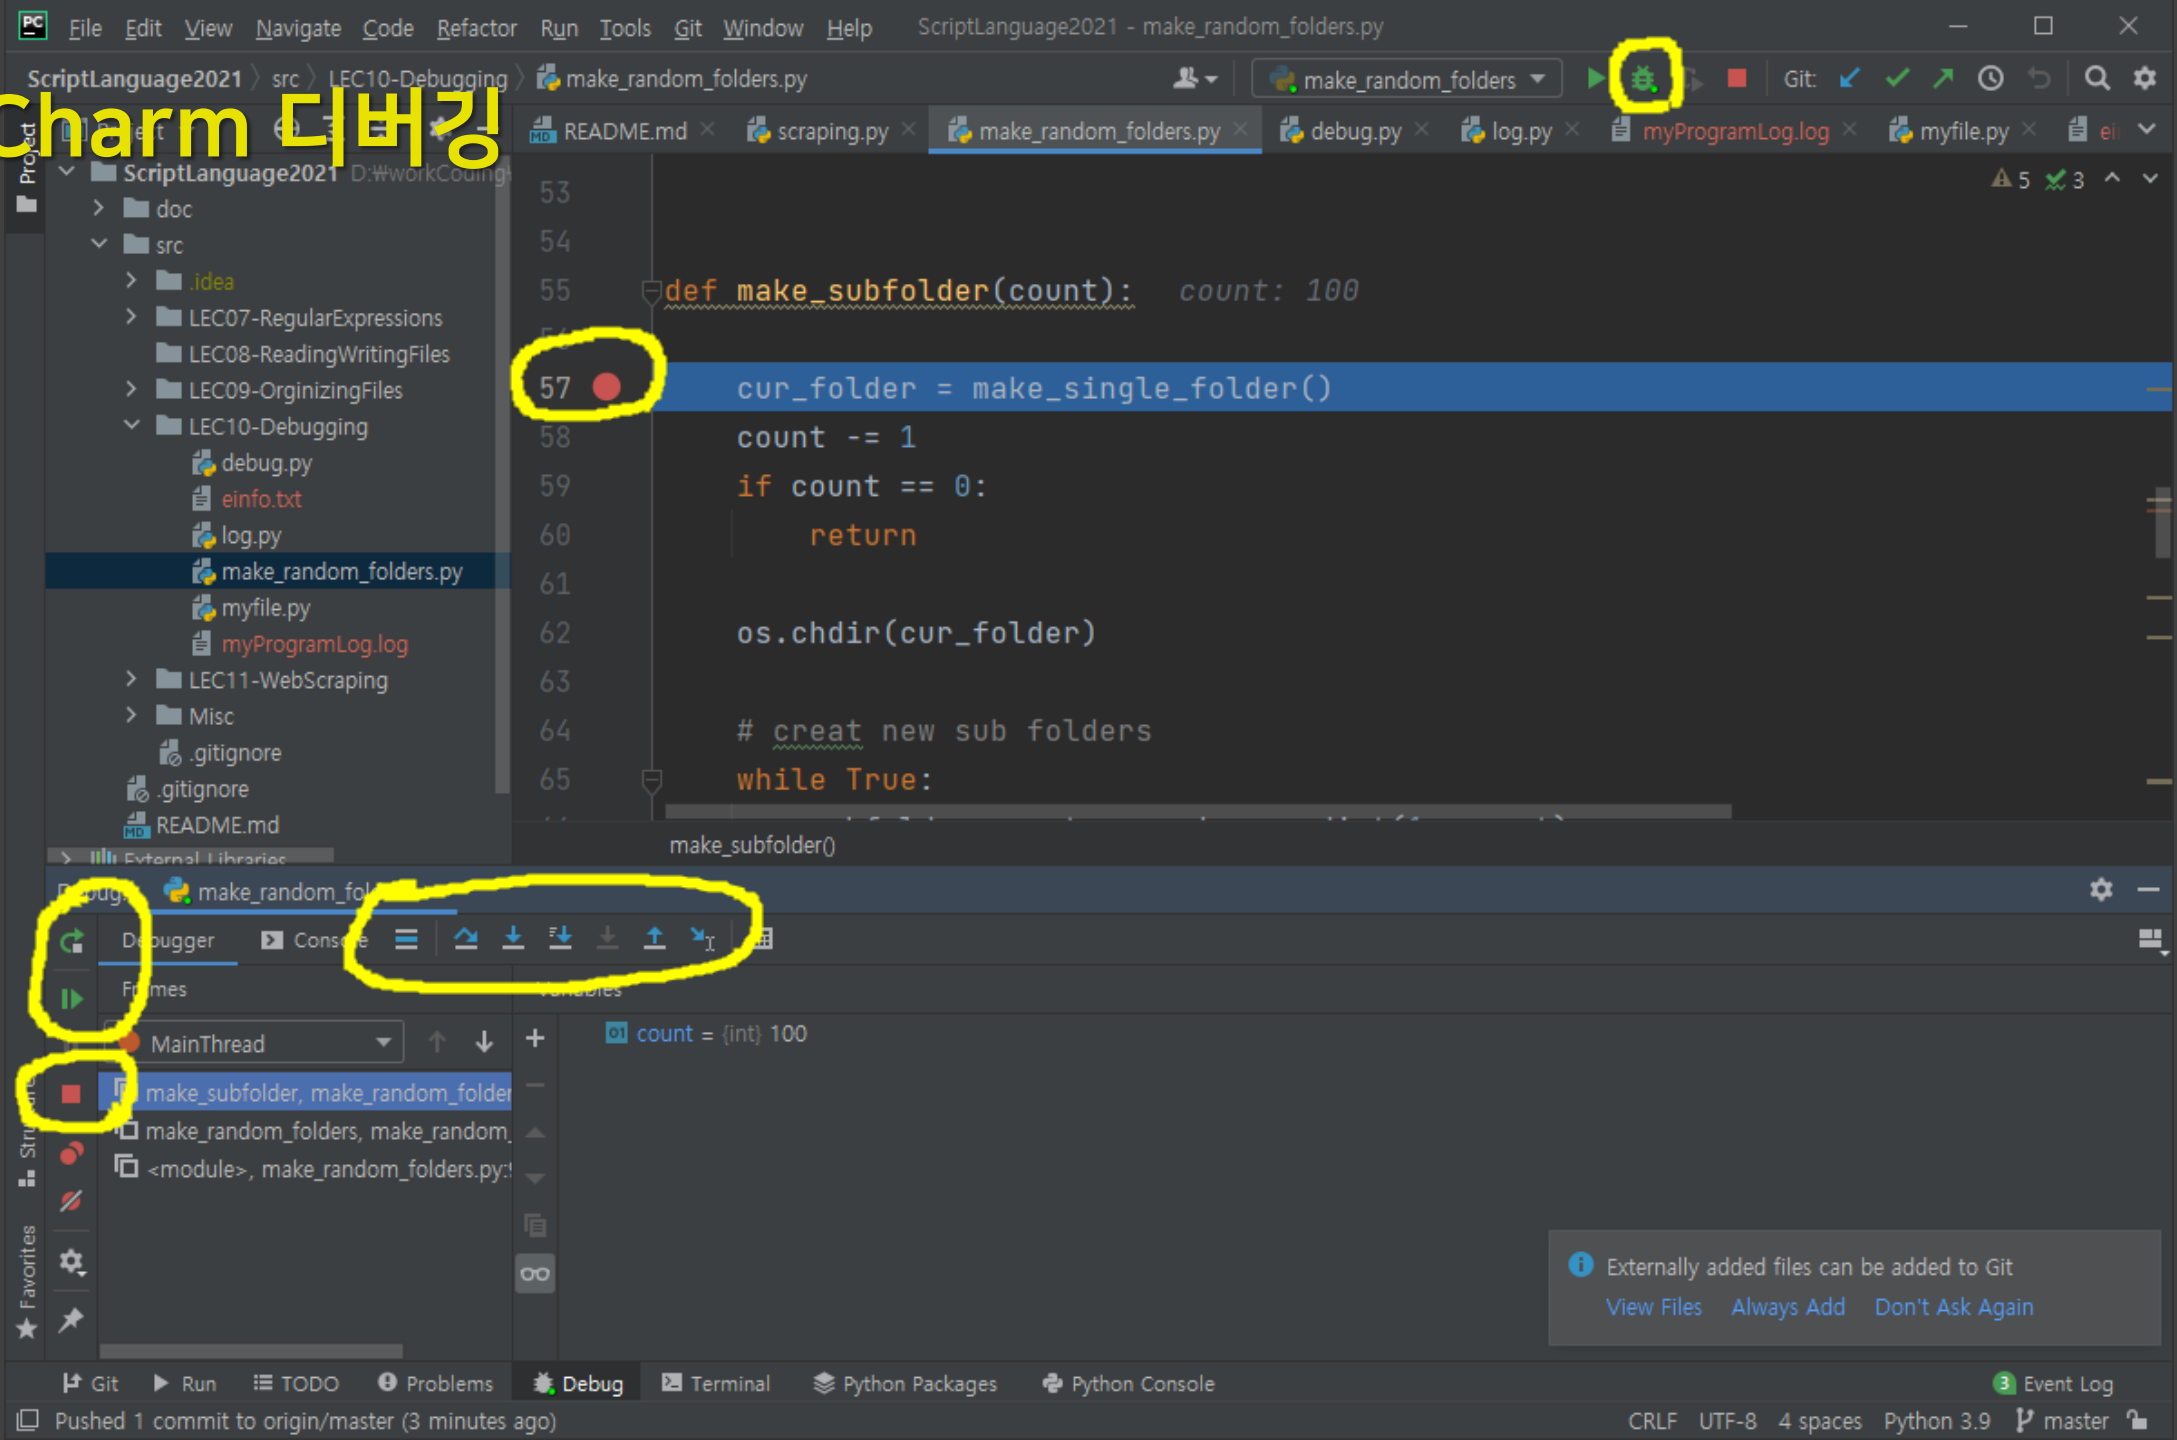 File Edit View Navigate Code Refactor Run Tools Git Window Help ScriptLanguage2021 - make_random_folders.py
ScriptLanguage2021 src LEC10-Debugging make_random_folders.py make_random_folders Git:
Charm 디버깅
README.md scraping.py make_random_folders.py debug.py log.py myProgramLog.log myfile.py
Project
ScriptLanguage2021
doc
src
.idea
LEC07-RegularExpressions
LEC08-ReadingWritingFiles
LEC09-OrginizingFiles
LEC10-Debugging
debug.py
einfo.txt
log.py
make_random_folders.py
myfile.py
myProgramLog.log
LEC11-WebScraping
Misc
.gitignore
.gitignore
README.md
External Libraries
5 3
53
54
55 def make_subfolder(count): count: 100
57 cur_folder = make_single_folder()
58 count -= 1
59 if count == 0:
60 return
61
62 os.chdir(cur_folder)
63
64 # creat new sub folders
65 while True:
make_subfolder()
Debugger
Frames
MainThread
count = {int} 100
make_subfolder, make_random_folder
make_random_folders, make_random_
<module>, make_random_folders.py:
Favorites
Externally added files can be added to Git
View Files Always Add Don't Ask Again
Git Run TODO Problems Debug Terminal Python Packages Python Console 3 Event Log
Pushed 1 commit to origin/master (3 minutes ago) CRLF UTF-8 4 spaces Python 3.9 master